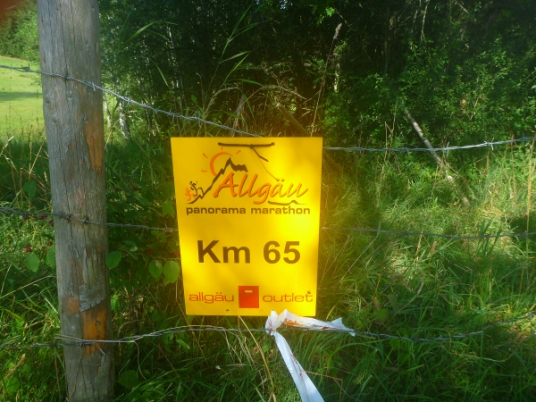 Allgäu
panorama marathon
Km 65
allgäu outlet